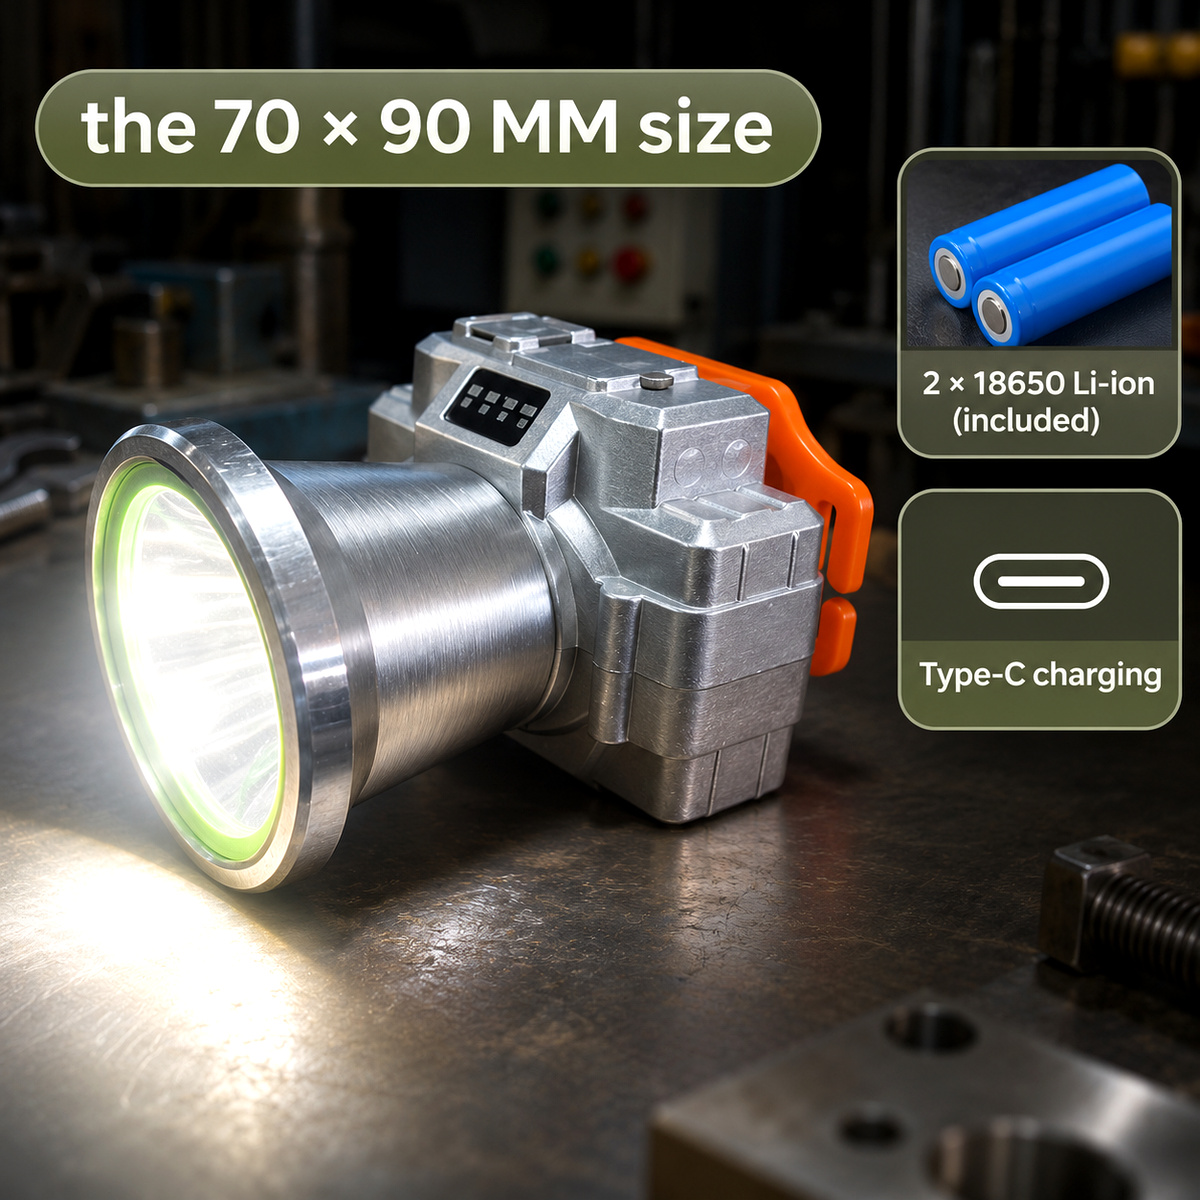 the 70 × 90 MM size
2 × 18650 Li-ion
(included)
Type-C charging